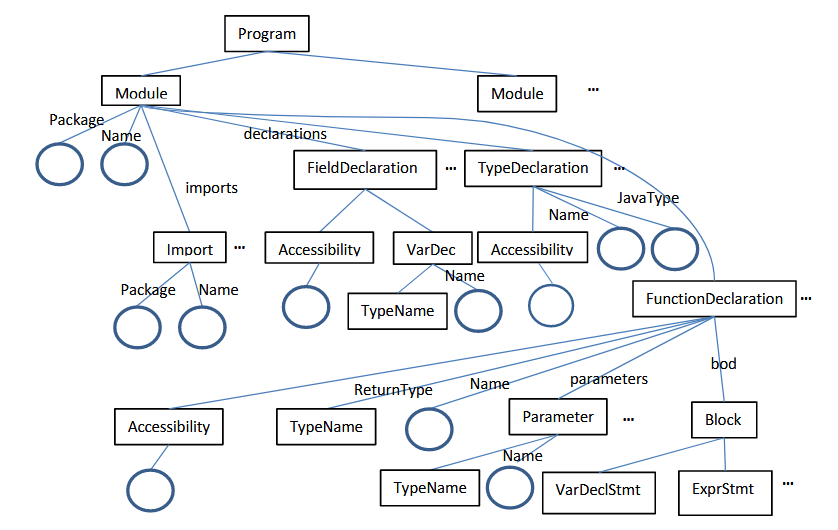 Program
Module
Module
...
Package
Name
declarations
FieldDeclaration
...
TypeDeclaration
...
imports
Name
JavaType
Import
...
Accessibility
VarDec
Accessibility
Package
Name
TypeName
Name
FunctionDeclaration
...
bod
ReturnType
Name
parameters
Accessibility
TypeName
Parameter
...
Block
Name
TypeName
VarDeclStmt
ExprStmt
...